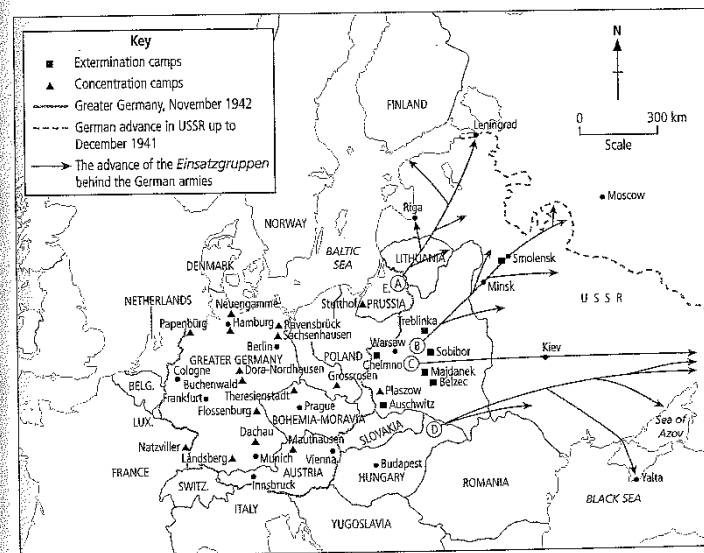 Key
Extermination camps
Concentration camps
Greater Germany, November 1942
German advance in USSR up to
December 1941
The advance of the Einsatzgruppen
behind the German armies
N
0 300 km
Scale
FINLAND
Leningrad
Moscow
NORWAY
Riga
BALTIC
SEA
LITHUANIA
Smolensk
DENMARK
Minsk
USSR
E.
PRUSSIA
A
Stutthof
NETHERLANDS
Neuengamme
Hamburg
Papenburg
Ravensbrück
Sachsenhausen
Berlin
Treblinka
Warsaw
B
Sobibor
Kiev
GREATER GERMANY
POLAND
Chelmno
C
Cologne
Dora-Nordhausen
Majdanek
BELG.
Buchenwald
Grossrosen
Belzec
Frankfurt
Theresienstadt
Plaszow
LUX.
Flossenburg
Prague
Auschwitz
BOHEMIA-MORAVIA
Sea of
Azov
Dachau
SLOVAKIA
D
Natzviller
Mauthausen
Landsberg
Munich
Vienna
Budapest
Yalta
FRANCE
AUSTRIA
HUNGARY
ROMANIA
SWITZ.
Innsbruck
BLACK SEA
ITALY
YUGOSLAVIA